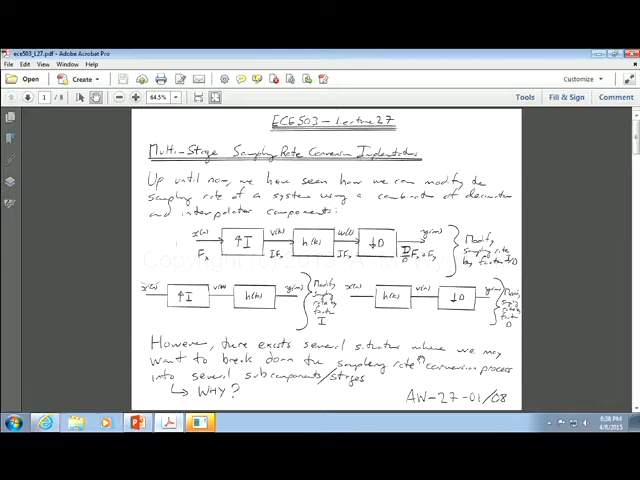 ece503_L27.pdf - Adobe Acrobat Pro
File Edit View Window Help
Open Create Customize
1 / 8 64.5% Tools Fill & Sign Comment
ECE503 - Lecture 27
Multi-Stage Sampling Rate Conversion
Up until now, we have seen how we can modify the
sampling rate of a system using a combination of decimator
and interpolator components:
x(n) v(k) w(k) y(m)
↑I h(k) ↓D
Fx IFx IFx I/D Fx = Fy
Modify
sampling rate
by factor I/D
x(n) ↑I v(k) h(k) y(m)
Modify
rate by
factor
I
x(n) h(k) v(n) ↓D y(m)
Modify
rate by
factor
D
However, there exists several situations where we may
want to break down the sampling rate conversion process
into several subcomponents/stages
↳ WHY?
AW-27-01/08
6:38 PM
4/8/2015